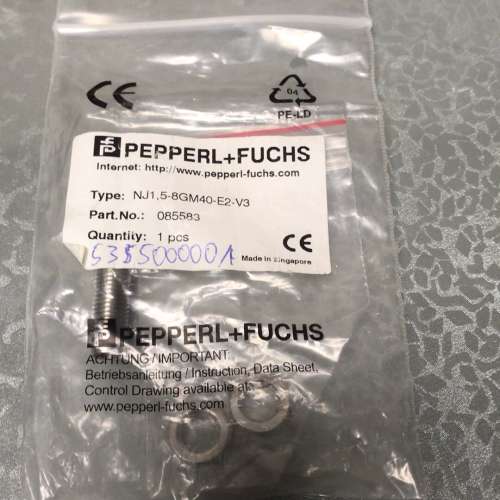 CE
04
PE-LD
PEPPERL+FUCHS
Internet: http://www.pepperl-fuchs.com
Type: NJ1,5-8GM40-E2-V3
Part.No.: 085583
Quantity: 1 pcs
CE
538500000A
Made in Singapore
PEPPERL+FUCHS
ACHTUNG / IMPORTANT
Betriebsanleitung / Instruction, Data Sheet,
Control Drawing available at:
www.pepperl-fuchs.com